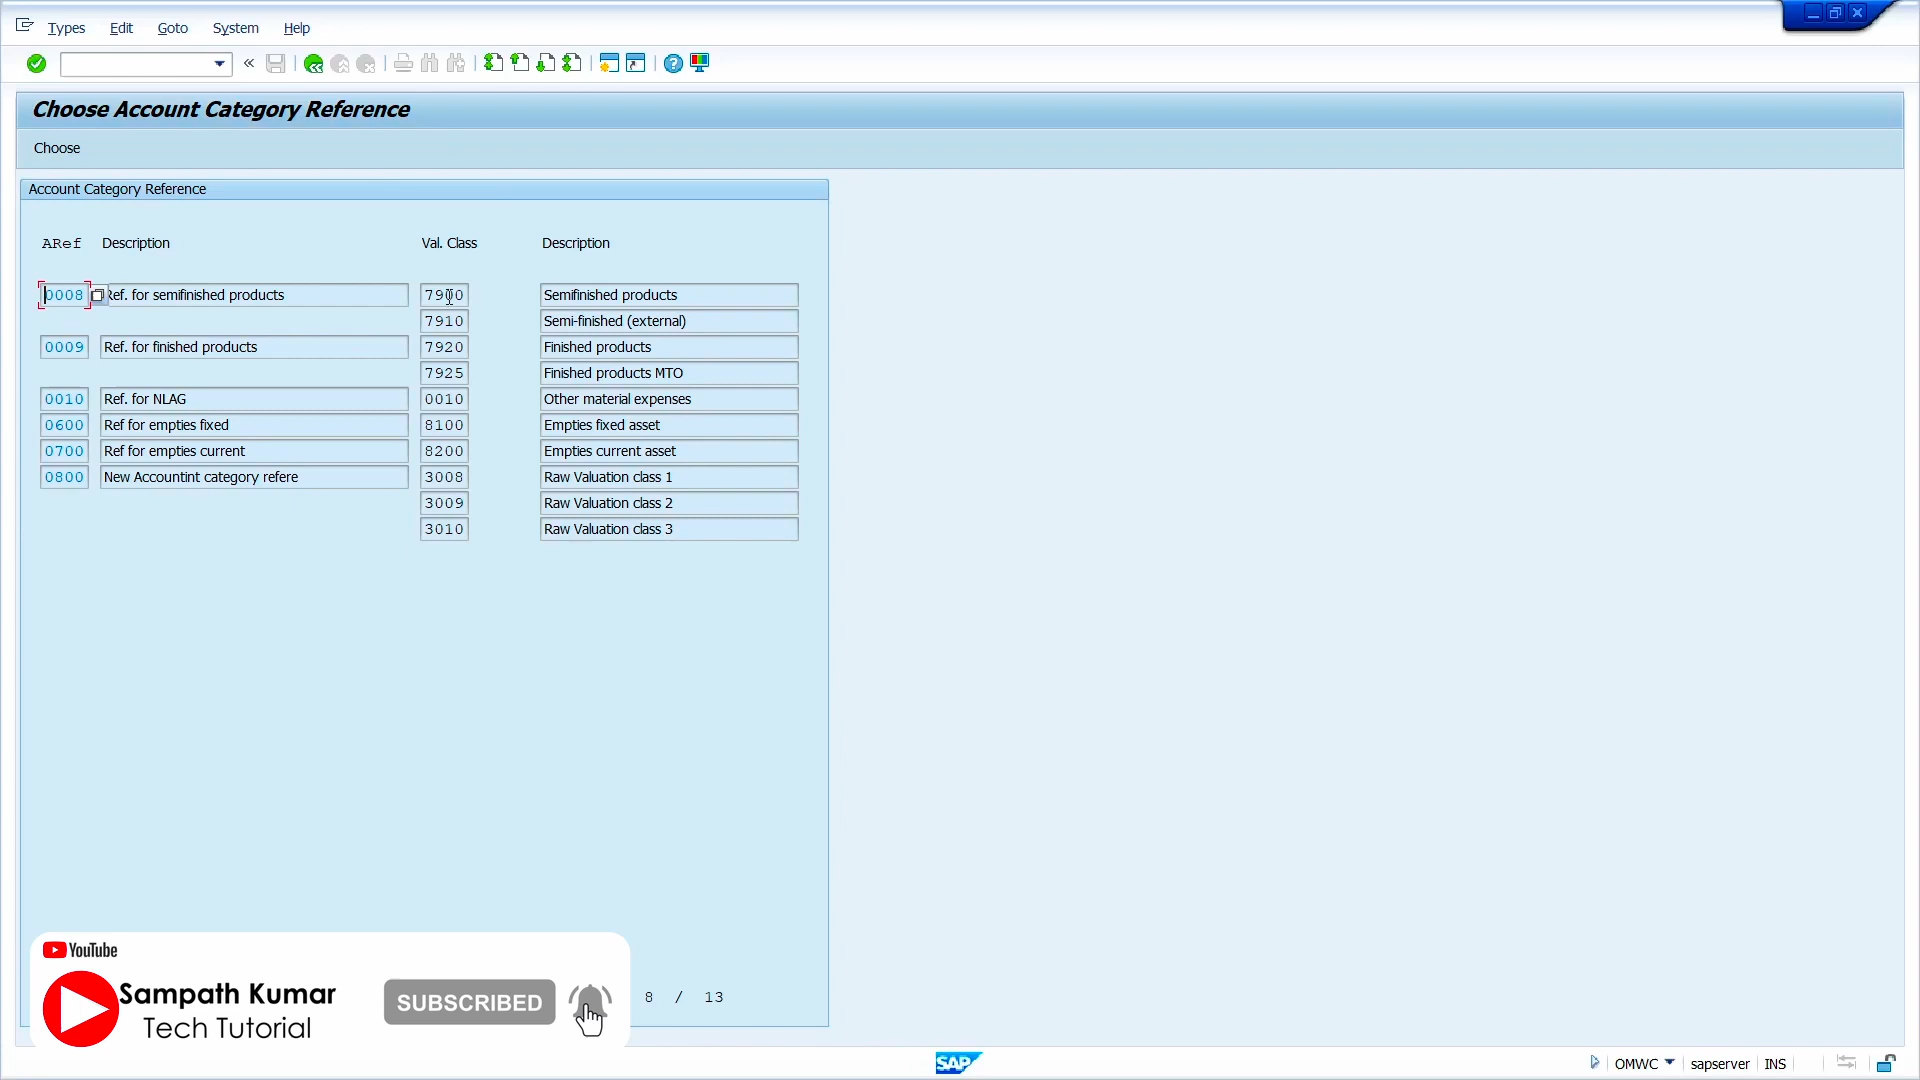 Types Edit Goto System Help
Choose Account Category Reference
Choose
Account Category Reference
ARef Description Val. Class Description
0008 Ref. for semifinished products 7900 Semifinished products
7910 Semi-finished (external)
0009 Ref. for finished products 7920 Finished products
7925 Finished products MTO
0010 Ref. for NLAG 0010 Other material expenses
0600 Ref for empties fixed 8100 Empties fixed asset
0700 Ref for empties current 8200 Empties current asset
0800 New Accountint category refere 3008 Raw Valuation class 1
3009 Raw Valuation class 2
3010 Raw Valuation class 3
YouTube
Sampath Kumar
Tech Tutorial
SUBSCRIBED
8 / 13
SAP
OMWC sapserver INS